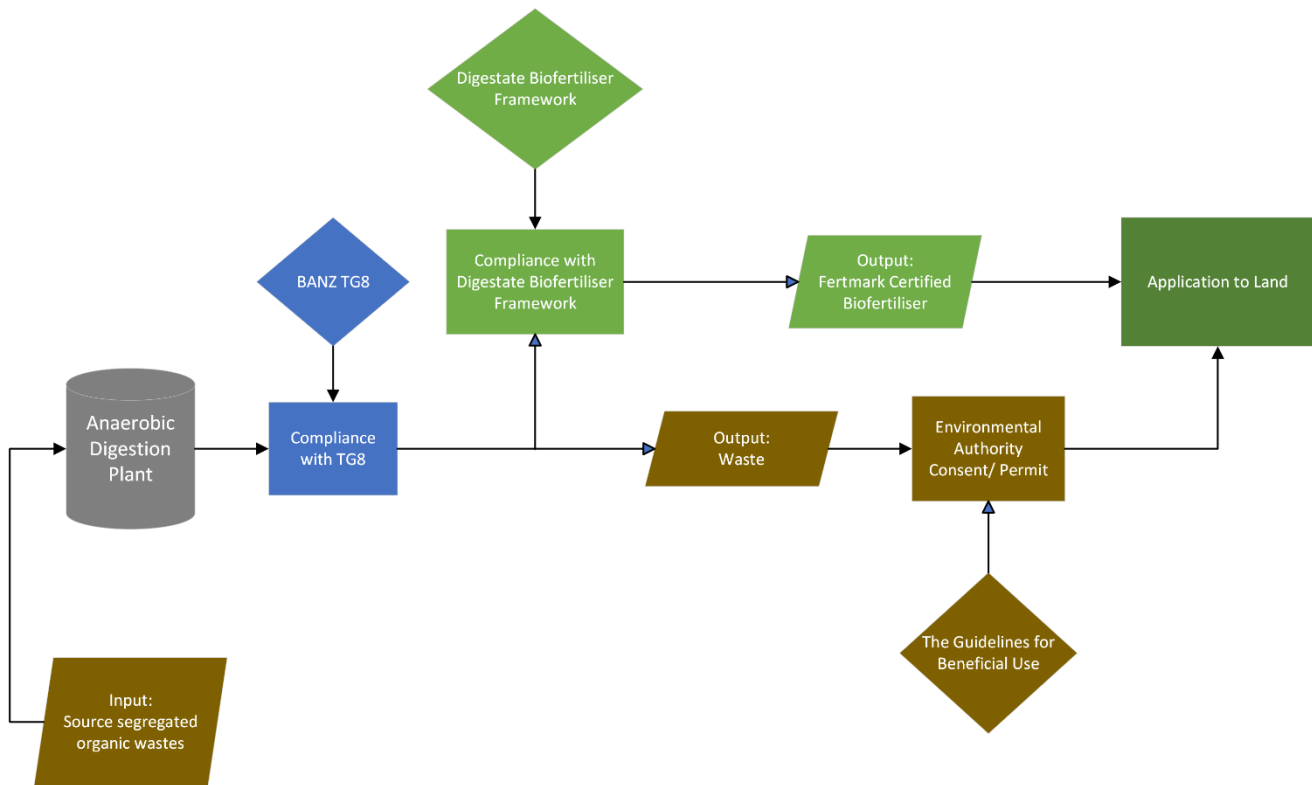 Digestate Biofertiliser
Framework
BANZ TG8
Compliance with
Digestate Biofertiliser
Framework
Output:
Fertmark Certified
Biofertiliser
Application to Land
Anaerobic
Digestion
Plant
Compliance
with TG8
Output:
Waste
Environmental
Authority
Consent/ Permit
The Guidelines for
Beneficial Use
Input:
Source segregated
organic wastes